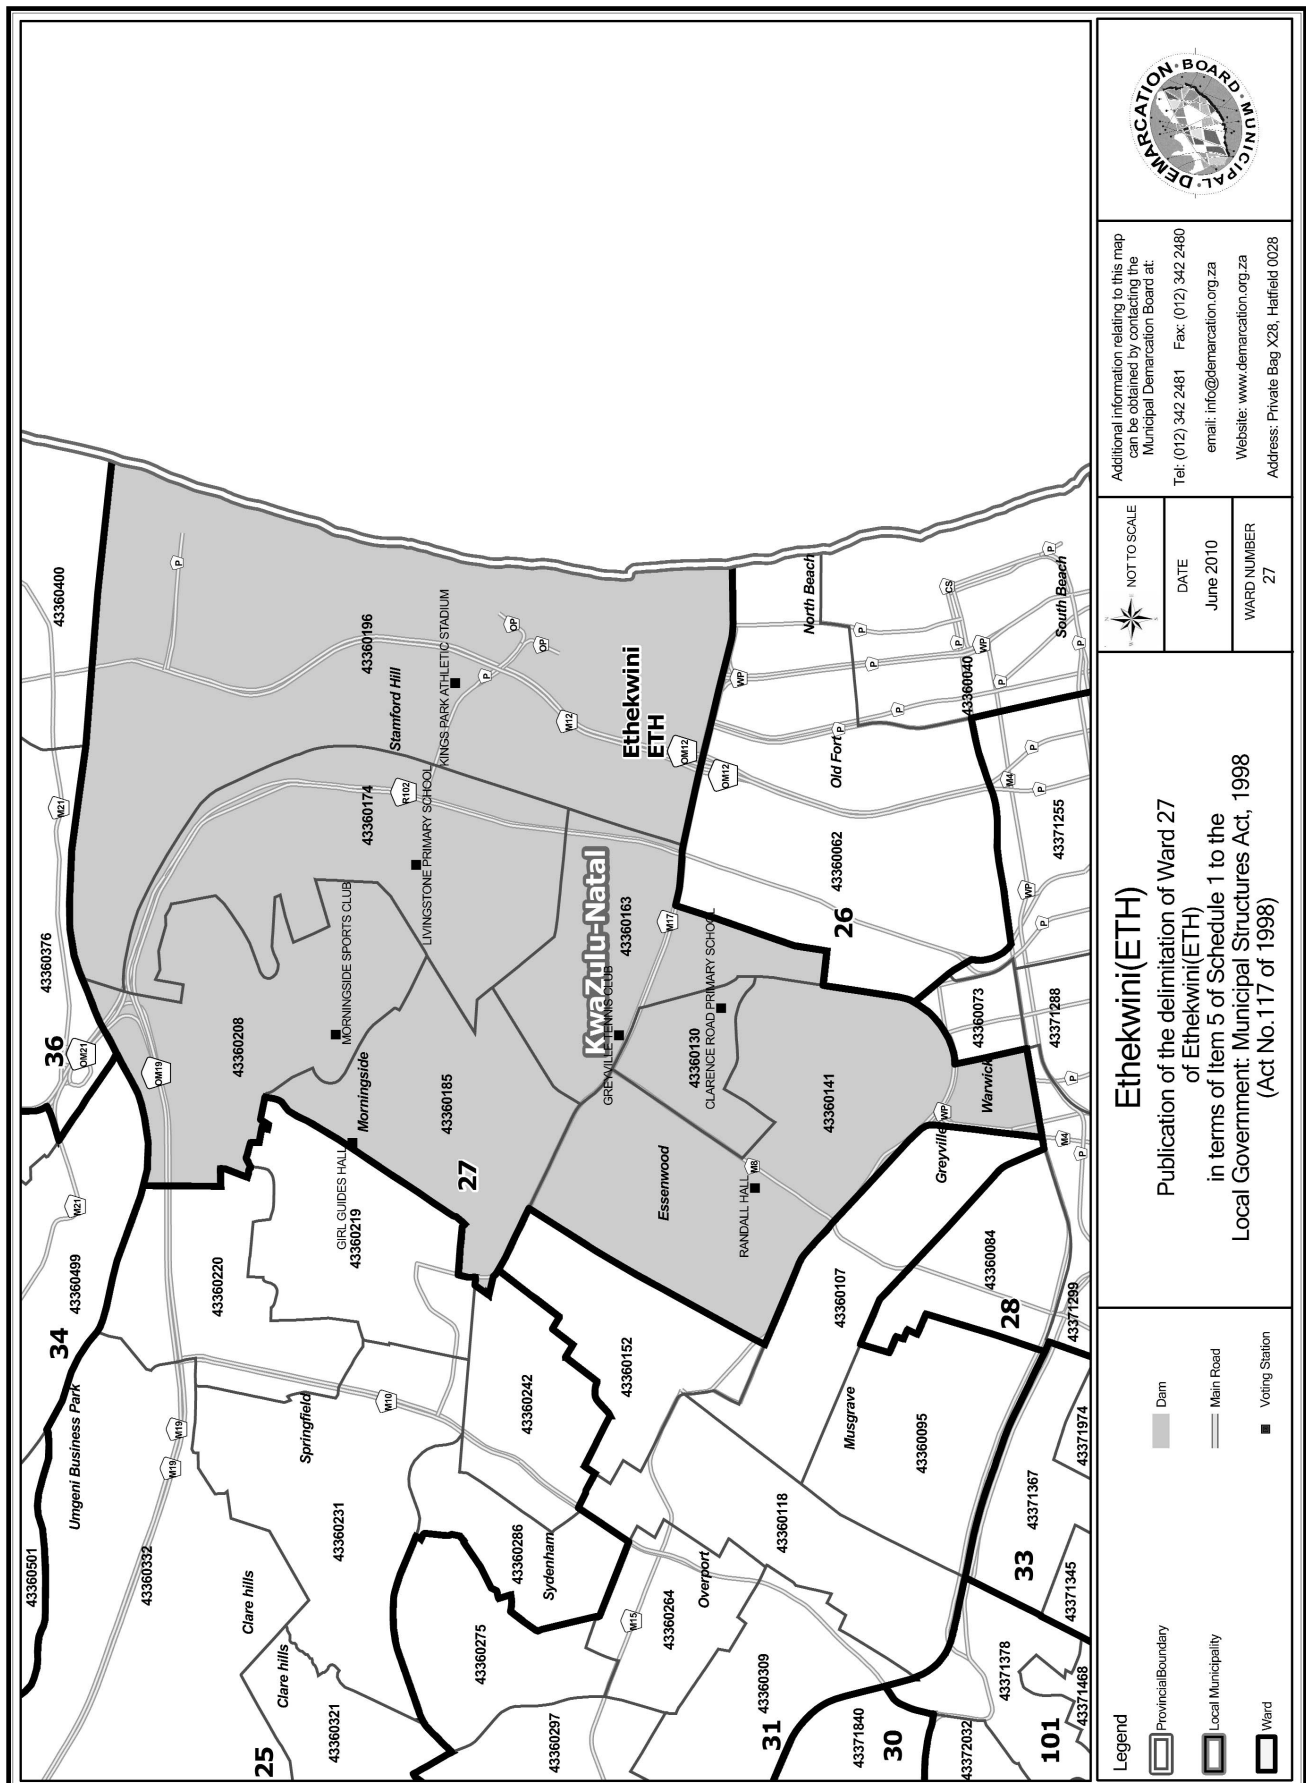 43360400
43360376
36
M21
OM21
M21
43360499
34
Umgeni Business Park
43360501
43360332
P
43360196
Stamford Hill
KINGS PARK ATHLETIC STADIUM
OP
OP
P
M12
R102
43360174
LIVINGSTONE PRIMARY SCHOOL
MORNINGSIDE SPORTS CLUB
43360208
OM19
Morningside
43360185
27
GIRL GUIDES HALL
43360219
43360220
M10
M19
M19
Springfield
43360231
Clare hills
Clare hills
43360321
25
Ethekwini
ETH
OM12
OM12
KwaZulu-Natal
43360163
GREYVILLE TENNIS CLUB
M17
43360130
CLARENCE ROAD PRIMARY SCHOOL
43360141
Essenwood
RANDALL HALL
M8
43360152
43360242
43360286
Sydenham
43360275
43360297
M15
43360264
Overport
43360118
43360309
31
North Beach
WP
P
P
P
P
Old Fort
43360062
26
CS
P
WP
P
P
South Beach
P
43360040
M4
P
P
43371255
WP
P
43360073
43371288
Warwick
WP
P
M4
P
Greyville
43360107
43360084
28
43371299
Musgrave
43360095
43371974
43371367
33
43371345
43371378
43371468
101
43371840
30
43372032
Legend
ProvincialBoundary
Local Municipality
Ward
Dam
Main Road
Voting Station
Ethekwini(ETH)
Publication of the delimitation of Ward 27
of Ethekwini(ETH)
in terms of Item 5 of Schedule 1 to the
Local Government: Municipal Structures Act, 1998
(Act No.117 of 1998)
NOT TO SCALE
DATE
June 2010
WARD NUMBER
27
Additional information relating to this map
can be obtained by contacting the
Municipal Demarcation Board at:
Tel: (012) 342 2481 Fax: (012) 342 2480
email: info@demarcation.org.za
Website: www.demarcation.org.za
Address: Private Bag X28, Hatfield 0028
MUNICIPAL • DEMARCATION • BOARD •